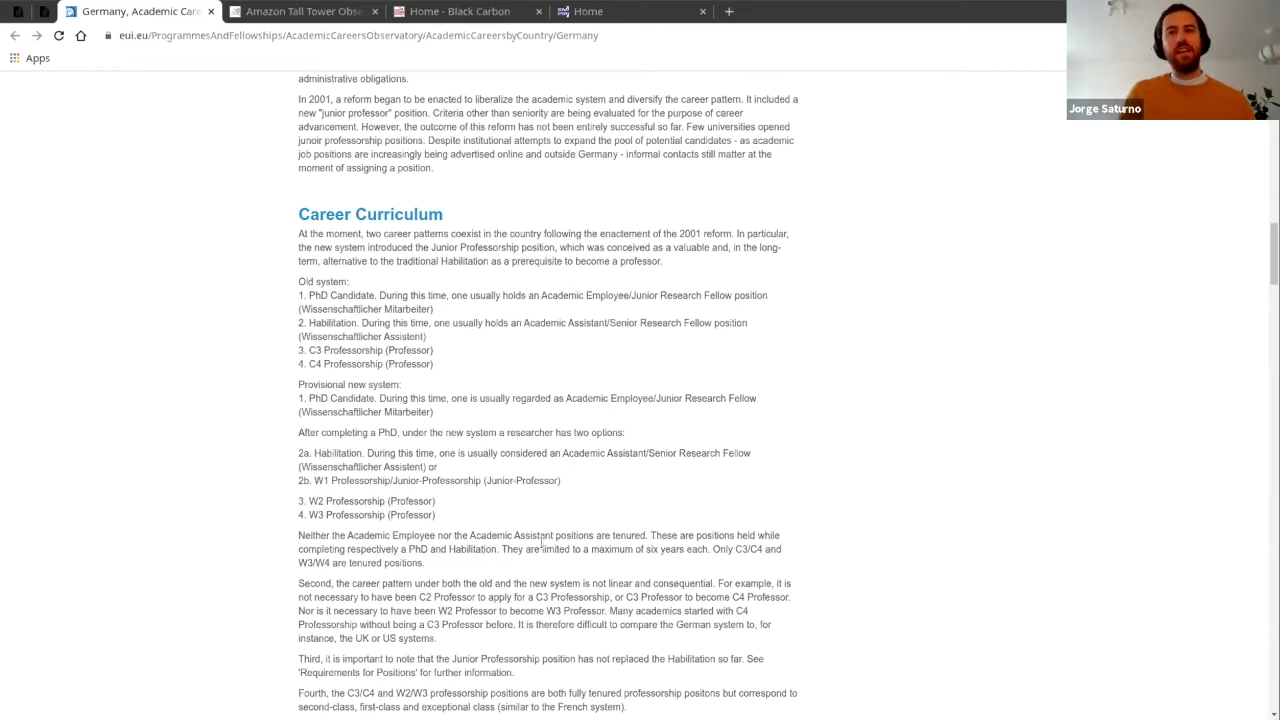 Germany, Academic Care
Amazon Tall Tower Obse
Home - Black Carbon
Home
eui.eu/ProgrammesAndFellowships/AcademicCareersObservatory/AcademicCareersbyCountry/Germany
Apps
Jorge Saturno
administrative obligations.
In 2001, a reform began to be enacted to liberalize the academic system and diversify the career pattern. It included a
new "junior professor" position. Criteria other than seniority are being evaluated for the purpose of career
advancement. However, the outcome of this reform has not been entirely successful so far. Few universities opened
junoir professorship positions. Despite institutional attempts to expand the pool of potential candidates - as academic
job positions are increasingly being advertised online and outside Germany - informal contacts still matter at the
moment of assigning a position.
Career Curriculum
At the moment, two career patterns coexist in the country following the enactement of the 2001 reform. In particular,
the new system introduced the Junior Professorship position, which was conceived as a valuable and, in the long-
term, alternative to the traditional Habilitation as a prerequisite to become a professor.
Old system:
1. PhD Candidate. During this time, one usually holds an Academic Employee/Junior Research Fellow position
(Wissenschaftlicher Mitarbeiter)
2. Habilitation. During this time, one usually holds an Academic Assistant/Senior Research Fellow position
(Wissenschaftlicher Assistent)
3. C3 Professorship (Professor)
4. C4 Professorship (Professor)
Provisional new system:
1. PhD Candidate. During this time, one is usually regarded as Academic Employee/Junior Research Fellow
(Wissenschaftlicher Mitarbeiter)
After completing a PhD, under the new system a researcher has two options:
2a. Habilitation. During this time, one is usually considered an Academic Assistant/Senior Research Fellow
(Wissenschaftlicher Assistent) or
2b. W1 Professorship/Junior-Professorship (Junior-Professor)
3. W2 Professorship (Professor)
4. W3 Professorship (Professor)
Neither the Academic Employee nor the Academic Assistant positions are tenured. These are positions held while
completing respectively a PhD and Habilitation. They are limited to a maximum of six years each. Only C3/C4 and
W3/W4 are tenured positions.
Second, the career pattern under both the old and the new system is not linear and consequential. For example, it is
not necessary to have been C2 Professor to apply for a C3 Professorship, or C3 Professor to become C4 Professor.
Nor is it necessary to have been W2 Professor to become W3 Professor. Many academics started with C4
Professorship without being a C3 Professor before. It is therefore difficult to compare the German system to, for
instance, the UK or US systems.
Third, it is important to note that the Junior Professorship position has not replaced the Habilitation so far. See
'Requirements for Positions' for further information.
Fourth, the C3/C4 and W2/W3 professorship positions are both fully tenured professorship positons but correspond to
second-class, first-class and exceptional class (similar to the French system).